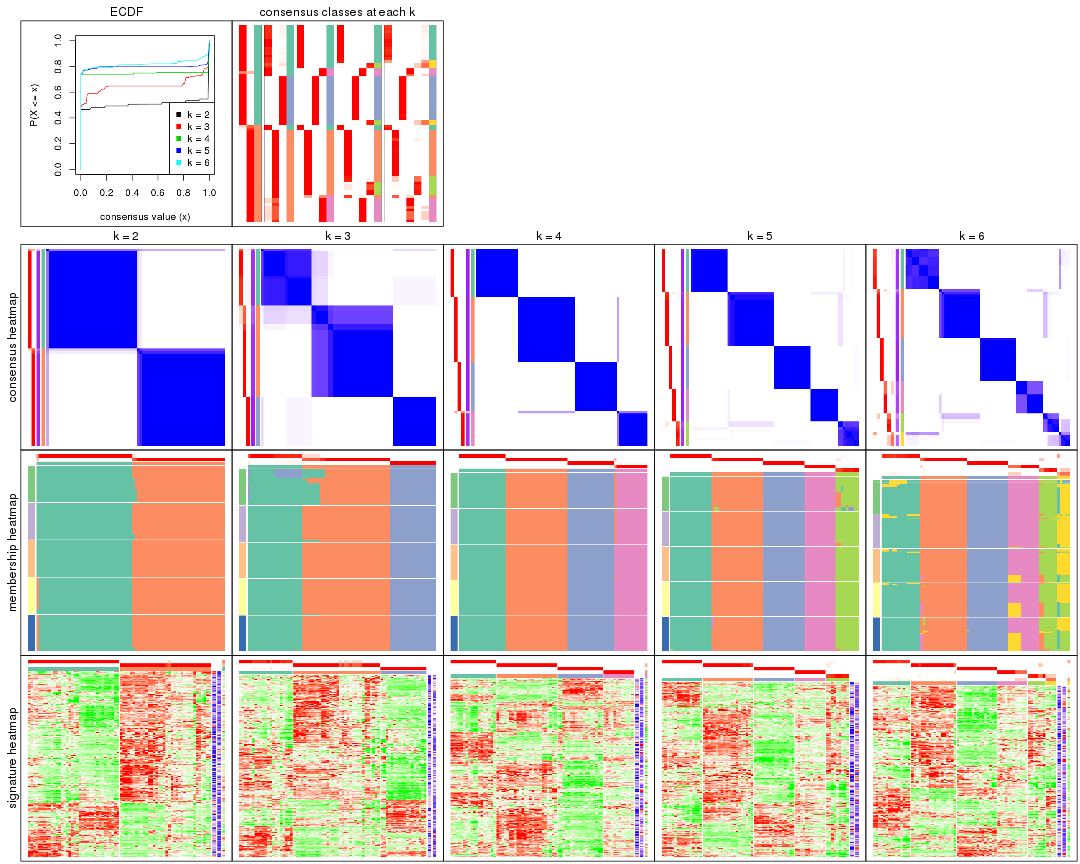 ECDF
consensus classes at each k
P(X <= x)
0.0 0.2 0.4 0.6 0.8 1.0
k = 2
k = 3
k = 4
k = 5
k = 6
0.0 0.2 0.4 0.6 0.8 1.0
consensus value (x)
k = 2
k = 3
k = 4
k = 5
k = 6
consensus heatmap
membership heatmap
signature heatmap